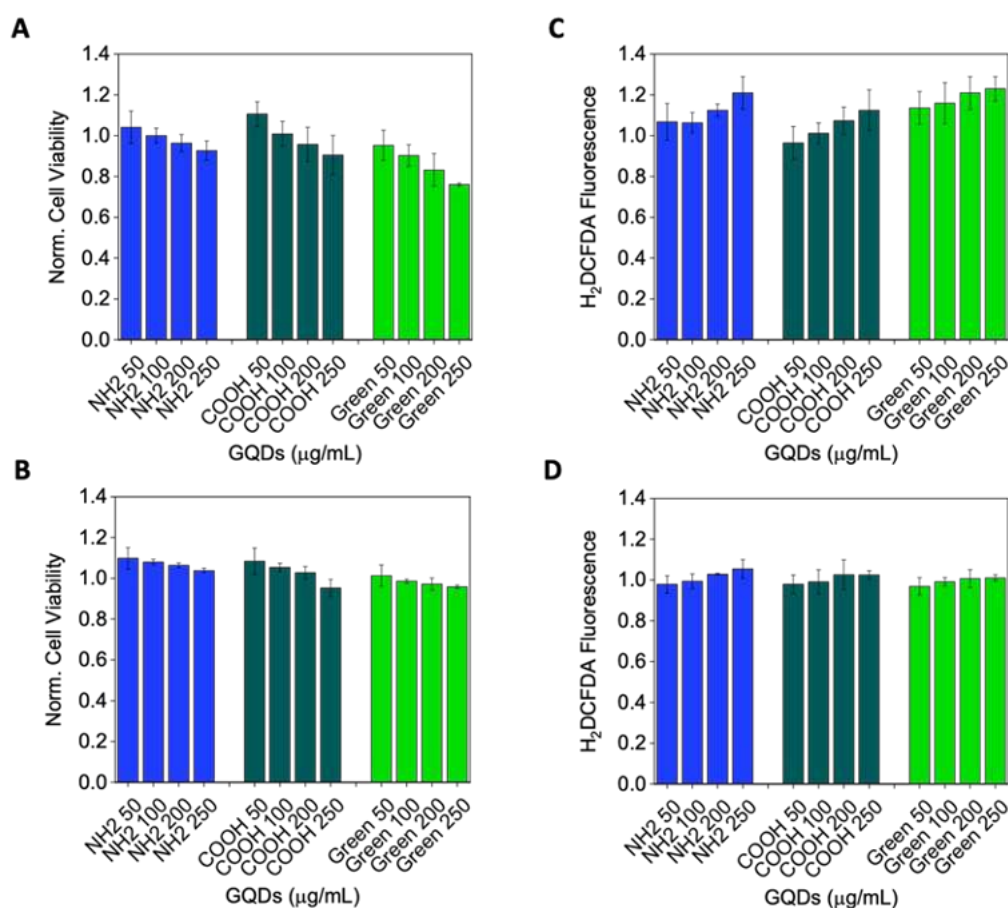 A
Norm. Cell Viability
1.4
1.2
1.0
0.8
0.6
0.4
0.2
0.0
NH2 50
NH2 100
NH2 200
NH2 250
COOH 50
COOH 100
COOH 200
COOH 250
Green 50
Green 100
Green 200
Green 250
GQDs (μg/mL)
C
H₂DCFDA Fluorescence
1.4
1.2
1.0
0.8
0.6
0.4
0.2
0.0
NH2 50
NH2 100
NH2 200
NH2 250
COOH 50
COOH 100
COOH 200
COOH 250
Green 50
Green 100
Green 200
Green 250
GQDs (μg/mL)
B
Norm. Cell Viability
1.4
1.2
1.0
0.8
0.6
0.4
0.2
0.0
NH2 50
NH2 100
NH2 200
NH2 250
COOH 50
COOH 100
COOH 200
COOH 250
Green 50
Green 100
Green 200
Green 250
GQDs (μg/mL)
D
H₂DCFDA Fluorescence
1.4
1.2
1.0
0.8
0.6
0.4
0.2
0.0
NH2 50
NH2 100
NH2 200
NH2 250
COOH 50
COOH 100
COOH 200
COOH 250
Green 50
Green 100
Green 200
Green 250
GQDs (μg/mL)